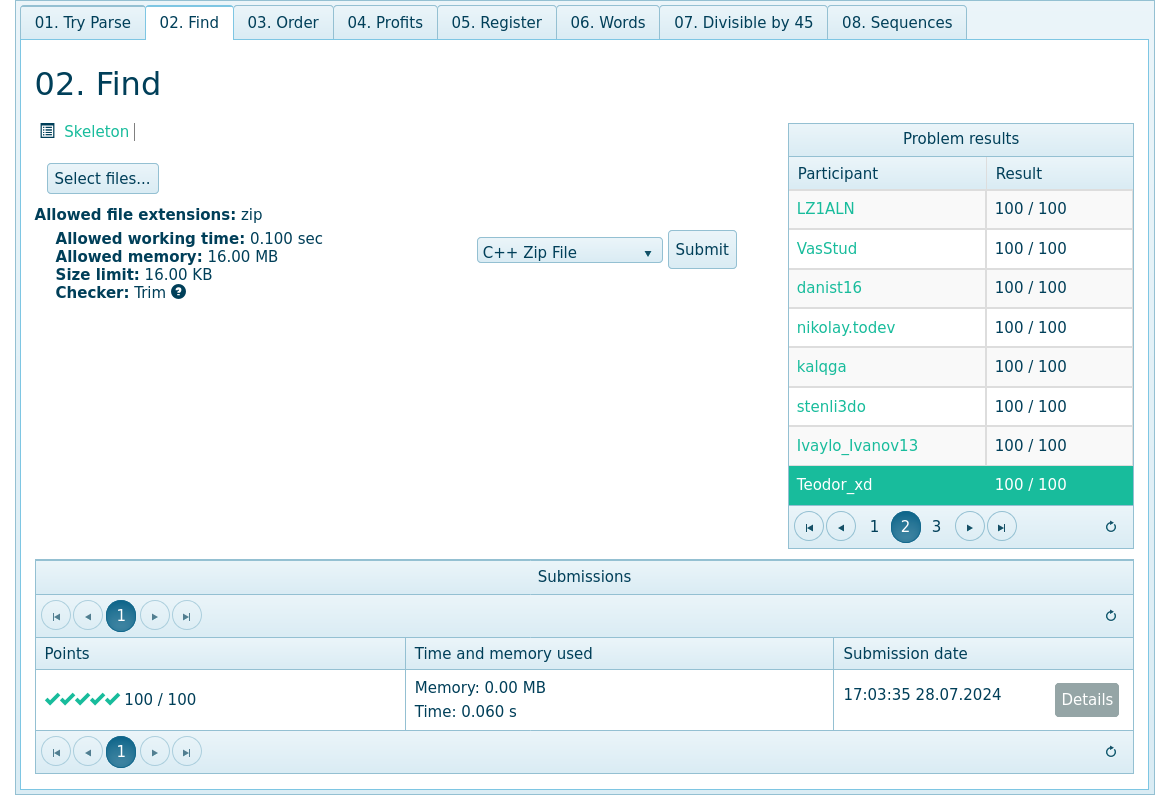 01. Try Parse
02. Find
03. Order
04. Profits
05. Register
06. Words
07. Divisible by 45
08. Sequences
02. Find
Skeleton
Select files...
Allowed file extensions: zip
Allowed working time: 0.100 sec
Allowed memory: 16.00 MB
Size limit: 16.00 KB
Checker: Trim ?
C++ Zip File
Submit
Problem results
Participant Result
LZ1ALN 100 / 100
VasStud 100 / 100
danist16 100 / 100
nikolay.todev 100 / 100
kalqga 100 / 100
stenli3do 100 / 100
Ivaylo_Ivanov13 100 / 100
Teodor_xd 100 / 100
1 2 3
Submissions
1
Points Time and memory used Submission date
100 / 100
Memory: 0.00 MB
Time: 0.060 s
17:03:35 28.07.2024
Details
1